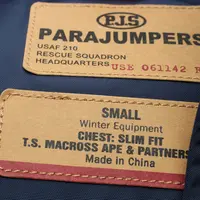 P.J.S
PARAJUMPERS
USAF 210
RESCUE SQUADRON
HEADQUARTERS USE 061142
SMALL
Winter Equipment
CHEST: SLIM FIT
T.S. MACROSS APE & PARTNERS
Made in China